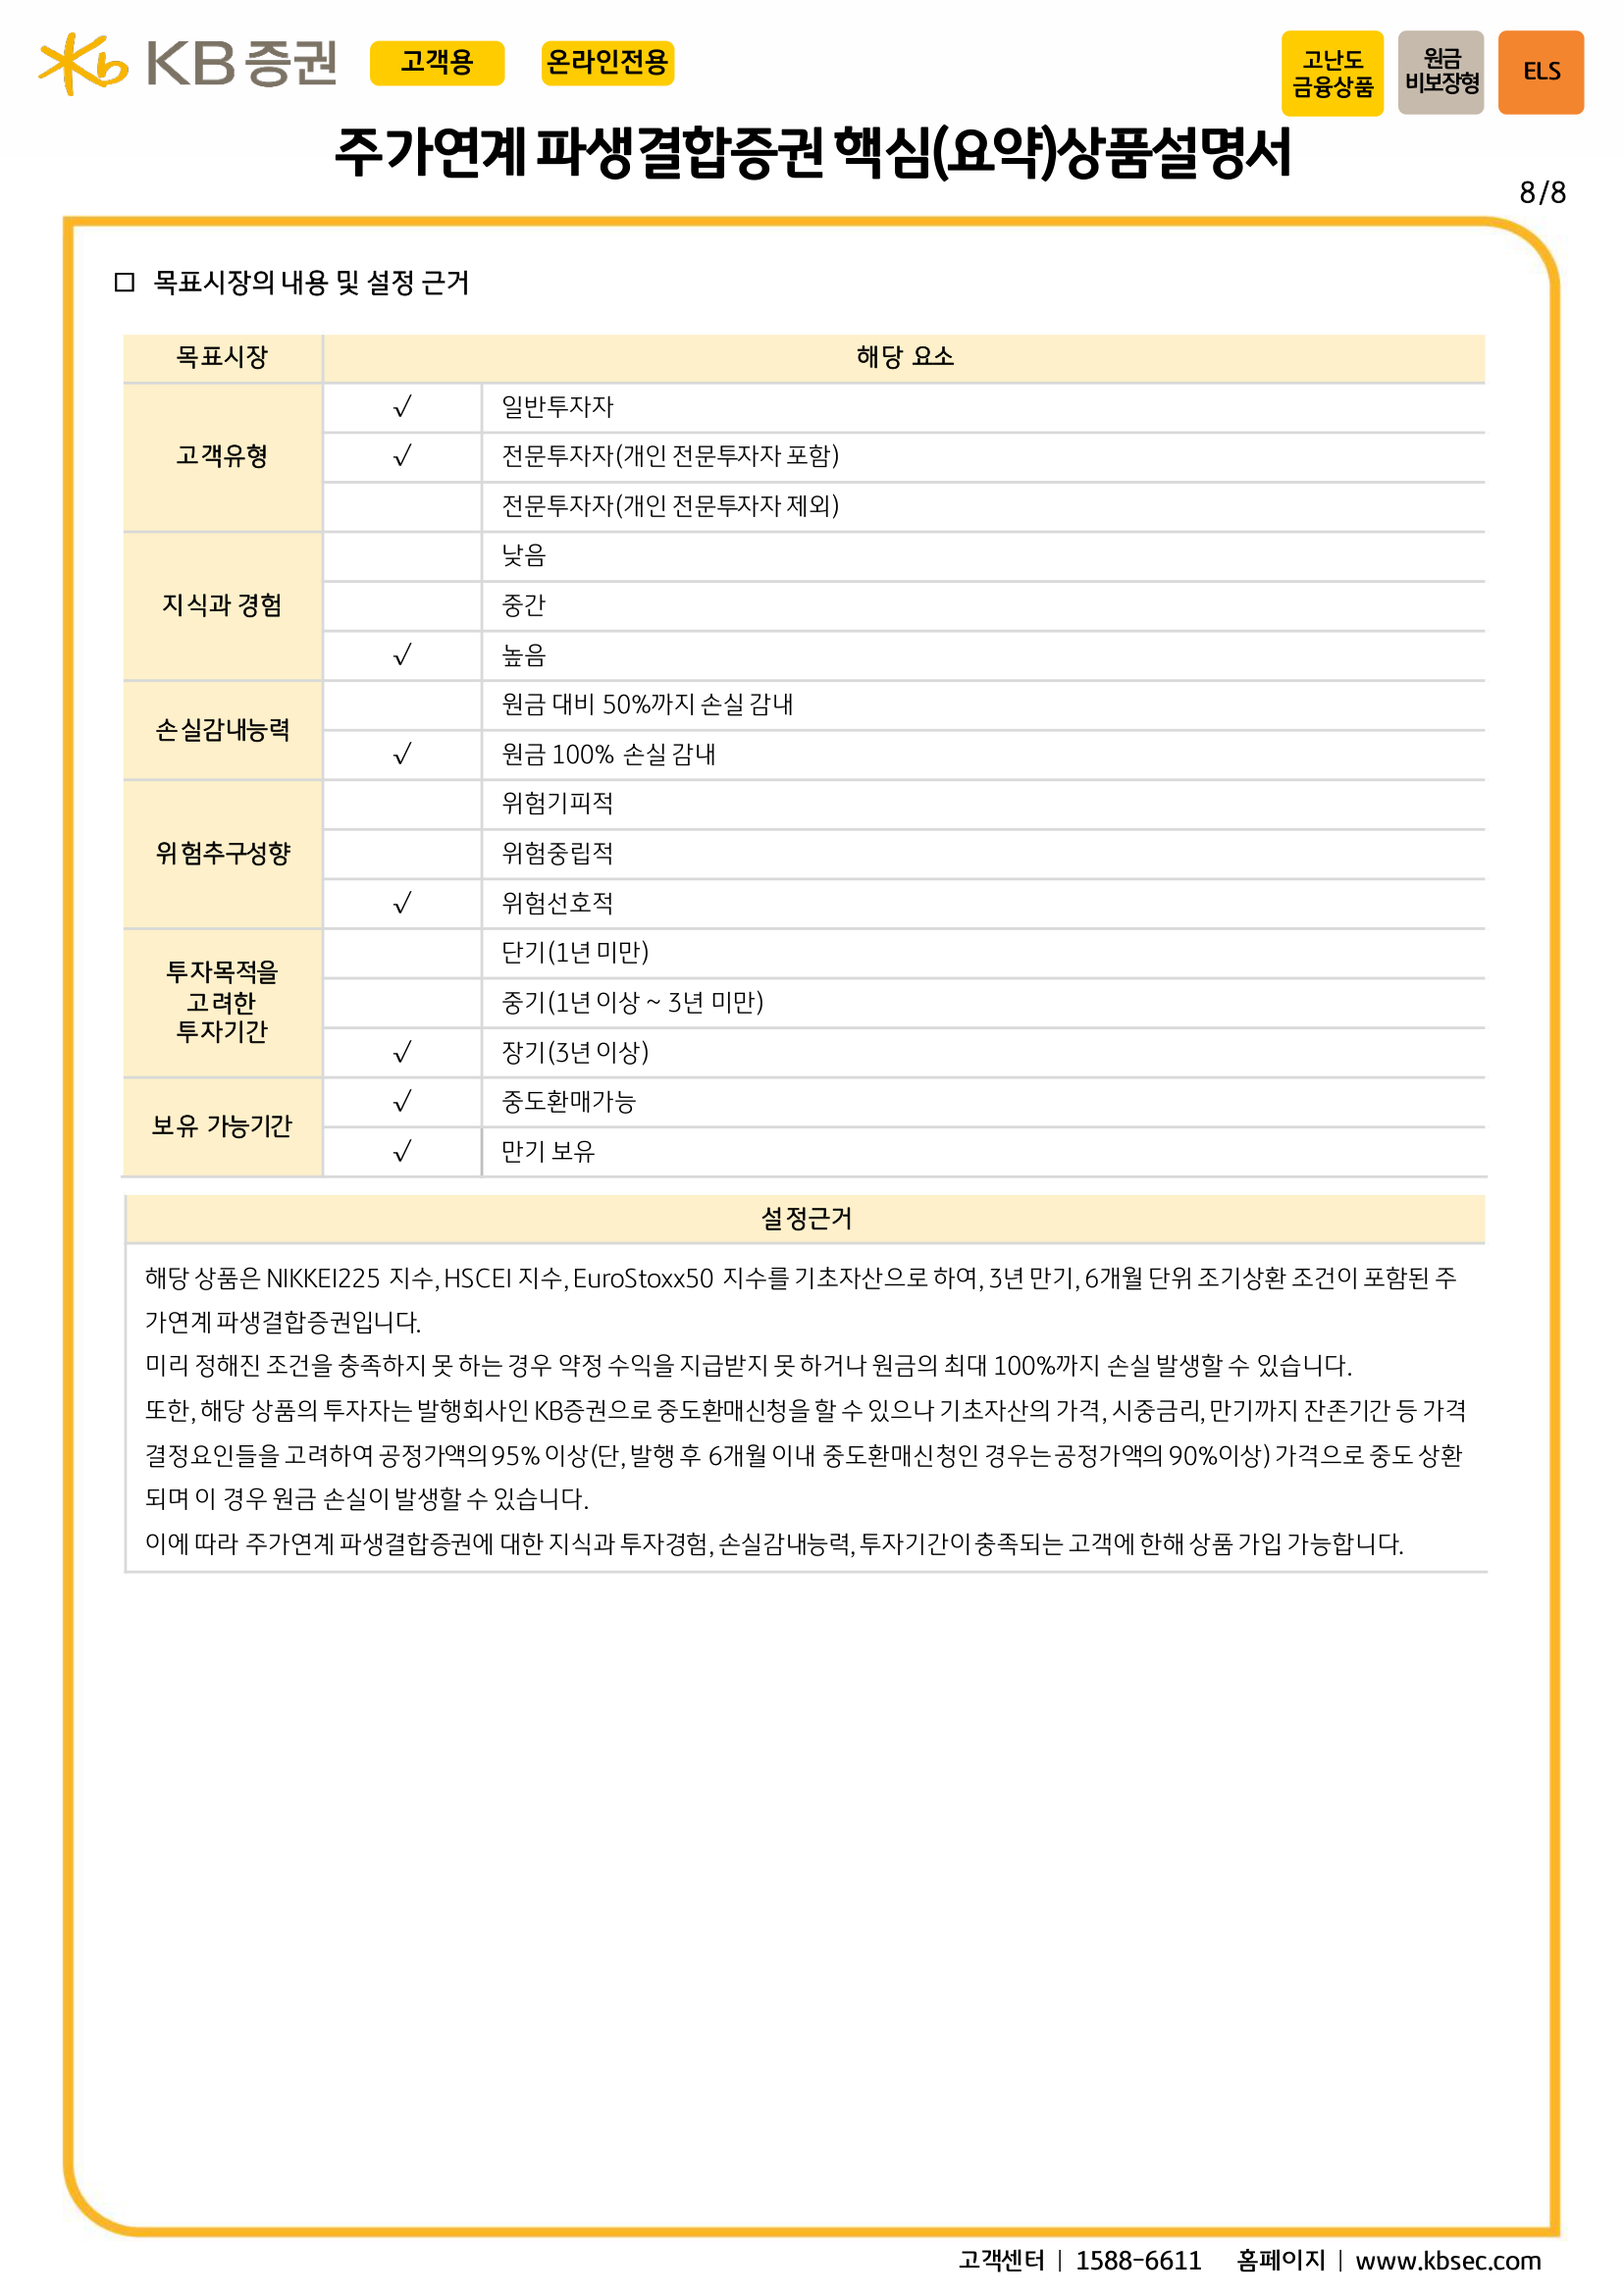 KB증권 고객용 온라인전용 고난도 금융상품 원금 비보장형 ELS
주가연계 파생결합증권 핵심(요약)상품설명서
8/8
□ 목표시장의 내용 및 설정 근거
목표시장 해당 요소
고객유형
√ 일반투자자
√ 전문투자자(개인 전문투자자 포함)
전문투자자(개인 전문투자자 제외)
지식과 경험
낮음
중간
√ 높음
손실감내능력
원금 대비 50%까지 손실 감내
√ 원금 100% 손실 감내
위험추구성향
위험기피적
위험중립적
√ 위험선호적
투자목적을
고려한
투자기간
단기(1년 미만)
중기(1년 이상 ~ 3년 미만)
√ 장기(3년 이상)
보유 가능기간
√ 중도환매가능
√ 만기 보유
설정근거
해당 상품은 NIKKEI225 지수, HSCEI 지수, EuroStoxx50 지수를 기초자산으로 하여, 3년 만기, 6개월 단위 조기상환 조건이 포함된 주
가연계 파생결합증권입니다.
미리 정해진 조건을 충족하지 못 하는 경우 약정 수익을 지급받지 못 하거나 원금의 최대 100%까지 손실 발생할 수 있습니다.
또한, 해당 상품의 투자자는 발행회사인 KB증권으로 중도환매신청을 할 수 있으나 기초자산의 가격, 시중금리, 만기까지 잔존기간 등 가격
결정요인들을 고려하여 공정가액의 95% 이상(단, 발행 후 6개월 이내 중도환매신청인 경우는 공정가액의 90%이상) 가격으로 중도 상환
되며 이 경우 원금 손실이 발생할 수 있습니다.
이에 따라 주가연계 파생결합증권에 대한 지식과 투자경험, 손실감내능력, 투자기간이 충족되는 고객에 한해 상품 가입 가능합니다.
고객센터 | 1588-6611 홈페이지 | www.kbsec.com